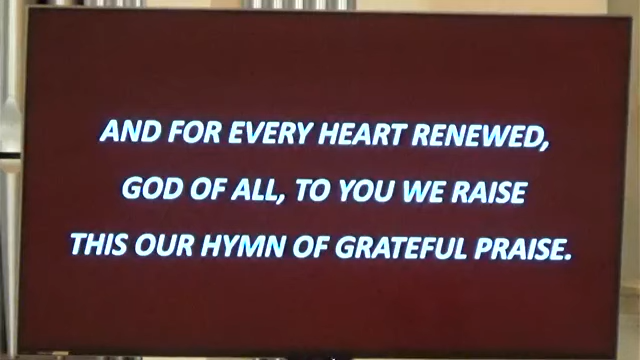 AND FOR EVERY HEART RENEWED,
GOD OF ALL, TO YOU WE RAISE
THIS OUR HYMN OF GRATEFUL PRAISE.